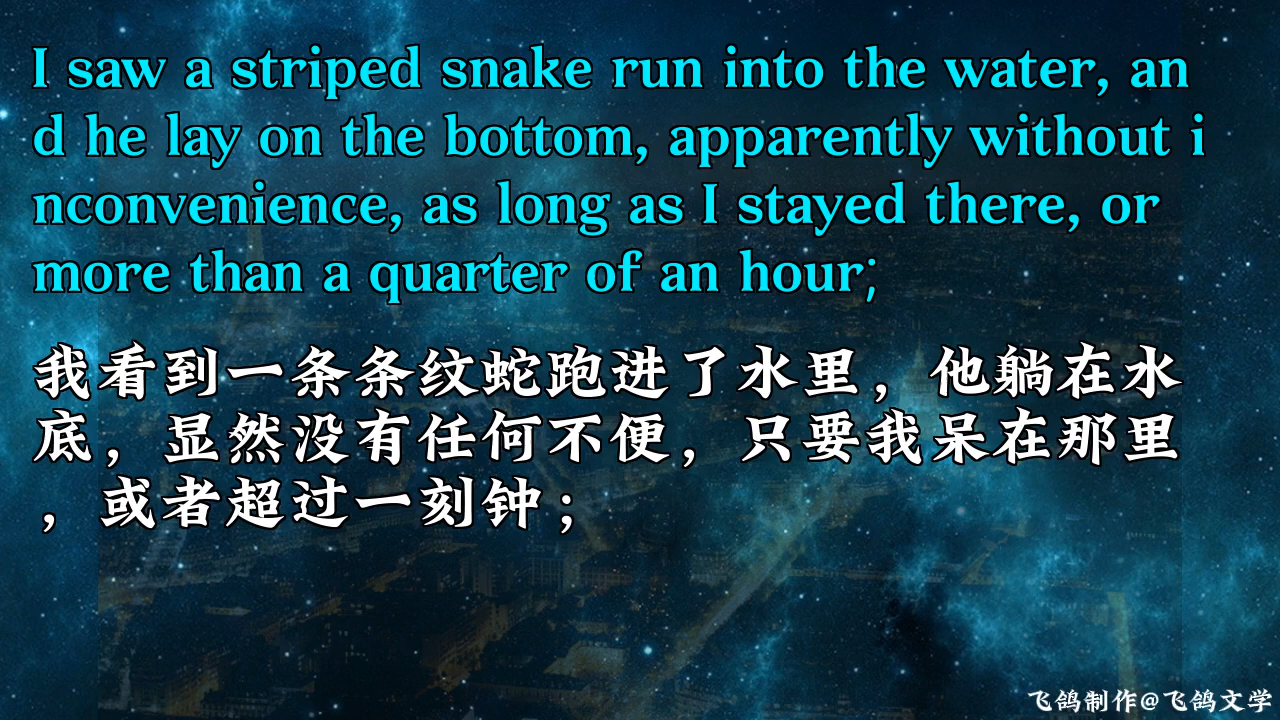 I saw a striped snake run into the water, an
d he lay on the bottom, apparently without i
nconvenience, as long as I stayed there, or
more than a quarter of an hour;
我看到一条条纹蛇跑进了水里，他躺在水
底，显然没有任何不便，只要我呆在那里
，或者超过一刻钟；
飞鸽制作@飞鸽文学